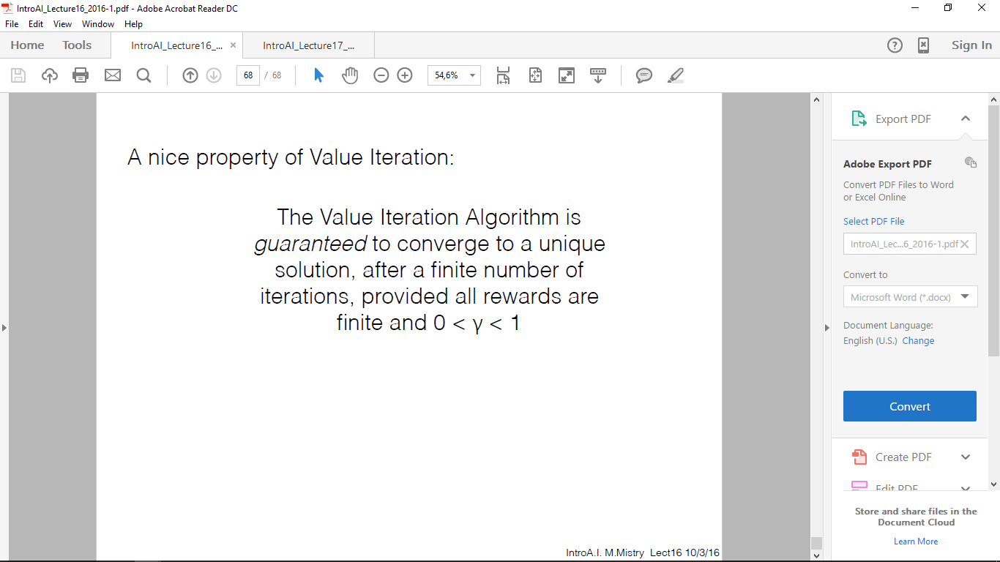 IntroAI_Lecture16_2016-1.pdf - Adobe Acrobat Reader DC
File Edit View Window Help
Home Tools IntroAI_Lecture16_... × IntroAI_Lecture17_... Sign In
68 / 68 54,6%
A nice property of Value Iteration:
The Value Iteration Algorithm is
guaranteed to converge to a unique
solution, after a finite number of
iterations, provided all rewards are
finite and 0 < γ < 1
IntroA.I. M.Mistry Lect16 10/3/16
Export PDF
Adobe Export PDF
Convert PDF Files to Word
or Excel Online
Select PDF File
IntroAI_Lec...6_2016-1.pdf
Convert to
Microsoft Word (*.docx)
Document Language:
English (U.S.) Change
Convert
Create PDF
Edit PDF
Store and share files in the
Document Cloud
Learn More